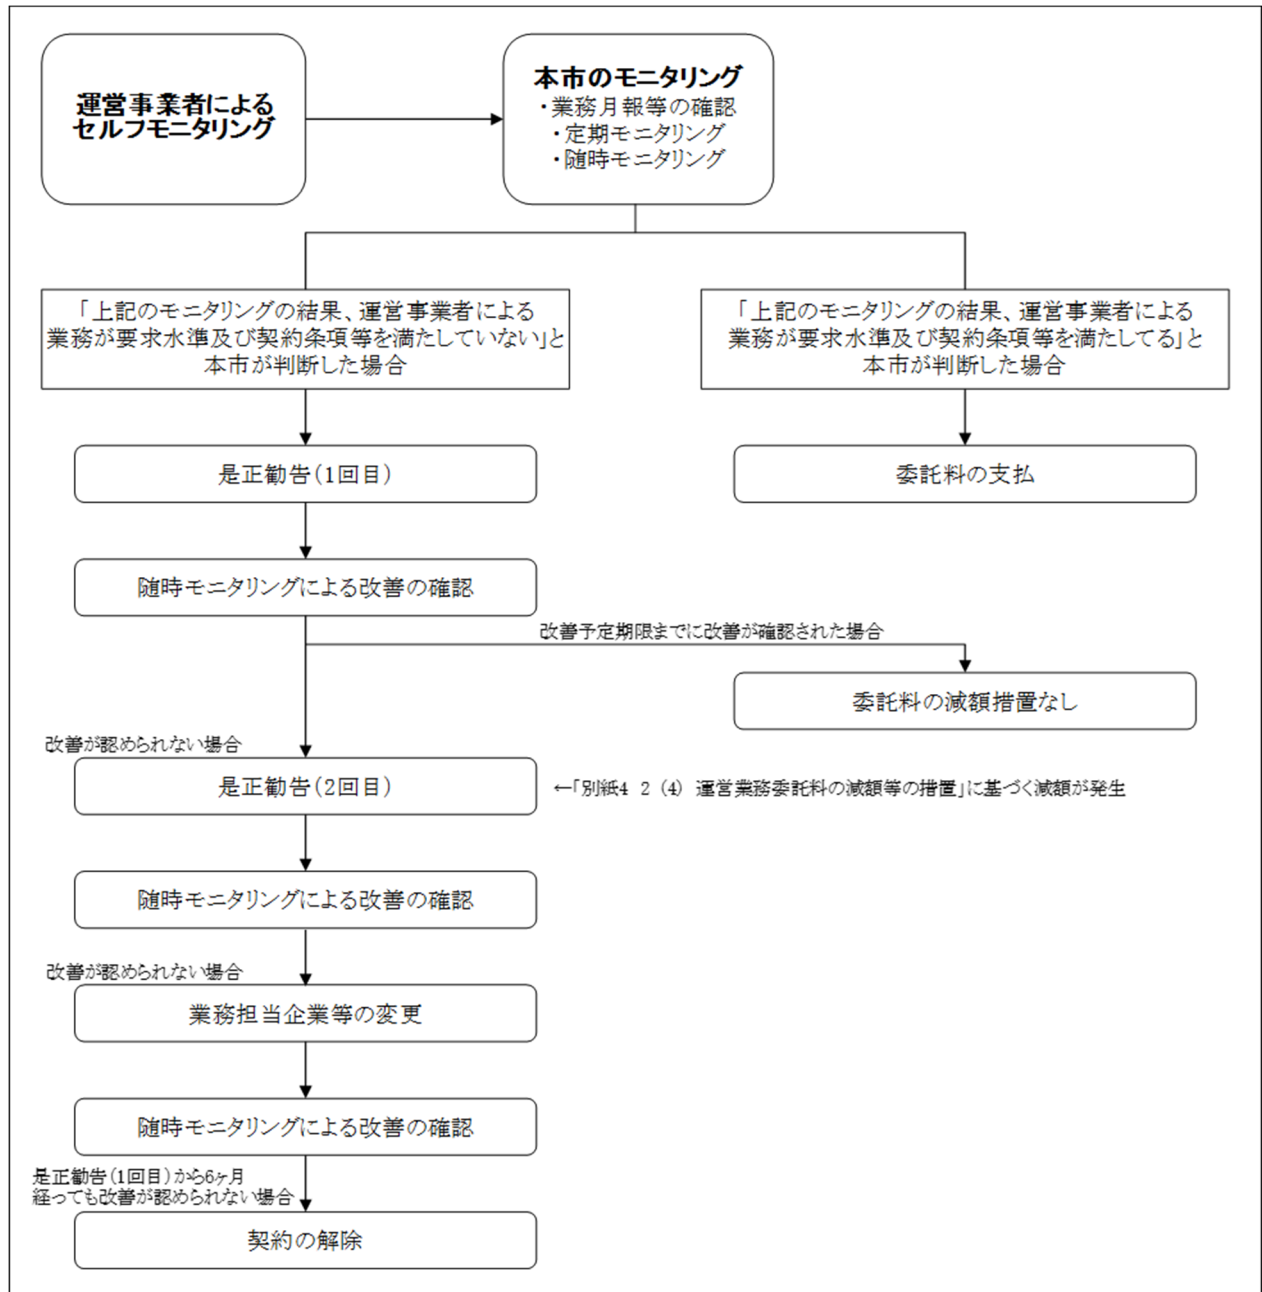 運営事業者による
セルフモニタリング
本市のモニタリング
・業務月報等の確認
・定期モニタリング
・随時モニタリング
「上記のモニタリングの結果、運営事業者による
業務が要求水準及び契約条項等を満たしていない」と
本市が判断した場合
「上記のモニタリングの結果、運営事業者による
業務が要求水準及び契約条項等を満たしてる」と
本市が判断した場合
是正勧告(1回目)
委託料の支払
随時モニタリングによる改善の確認
改善予定期限までに改善が確認された場合
委託料の減額措置なし
改善が認められない場合
是正勧告(2回目)
←「別紙4 2 (4) 運営業務委託料の減額等の措置」に基づく減額が発生
随時モニタリングによる改善の確認
改善が認められない場合
業務担当企業等の変更
随時モニタリングによる改善の確認
是正勧告(1回目)から6ヶ月
経っても改善が認められない場合
契約の解除